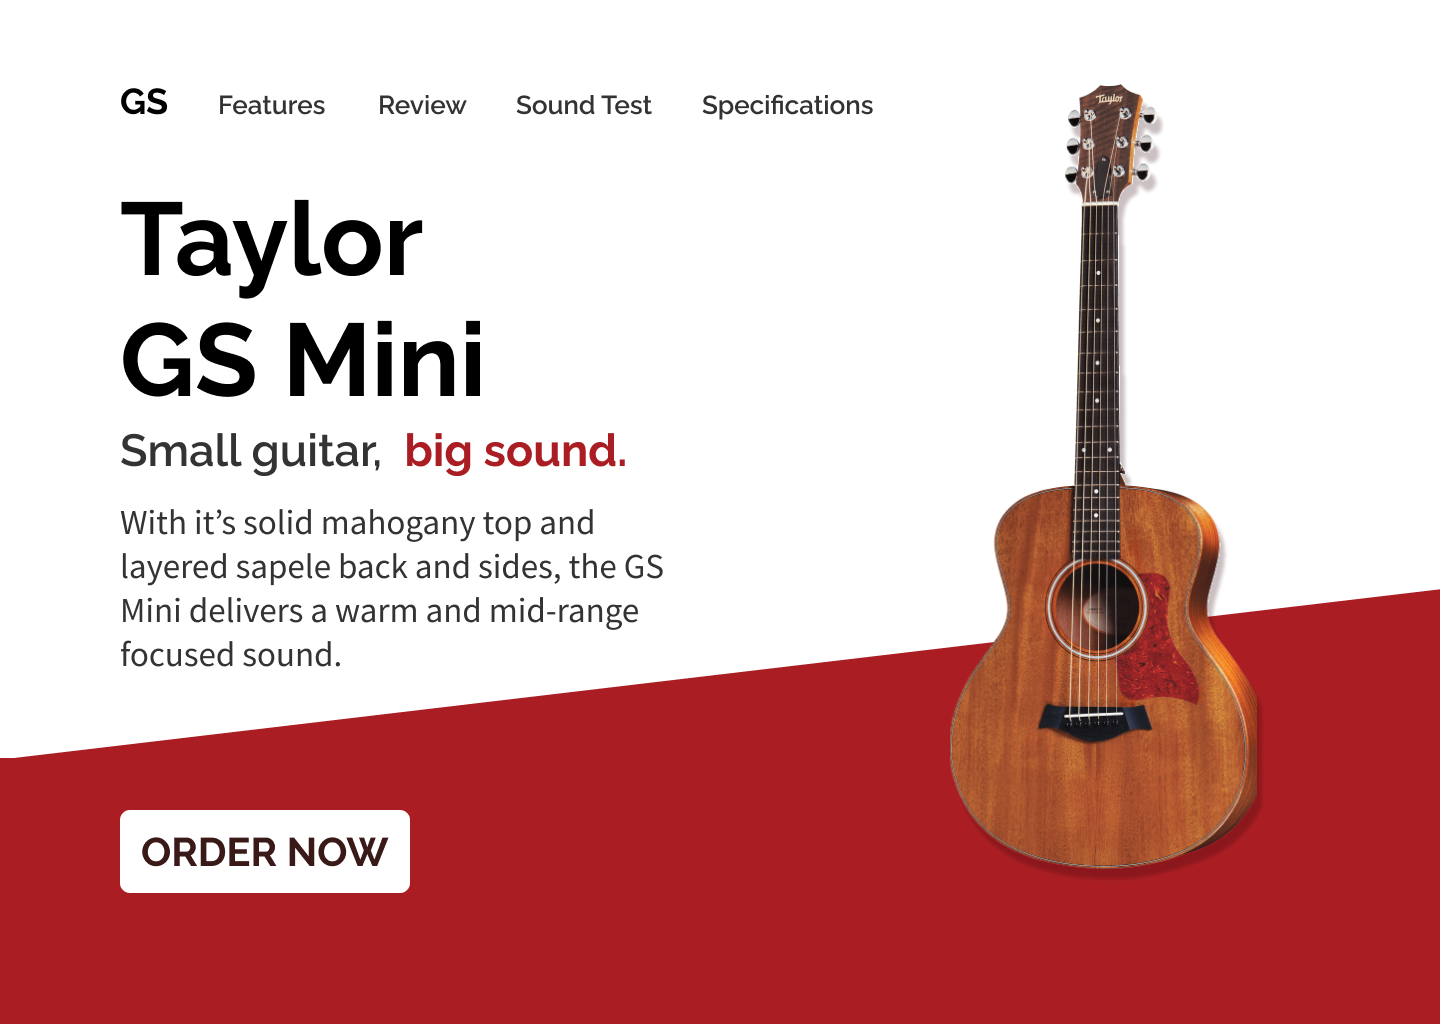 GS Features Review Sound Test Specifications
Taylor
Taylor
GS Mini
Small guitar, big sound.
With it’s solid mahogany top and
layered sapele back and sides, the GS
Mini delivers a warm and mid-range
focused sound.
ORDER NOW